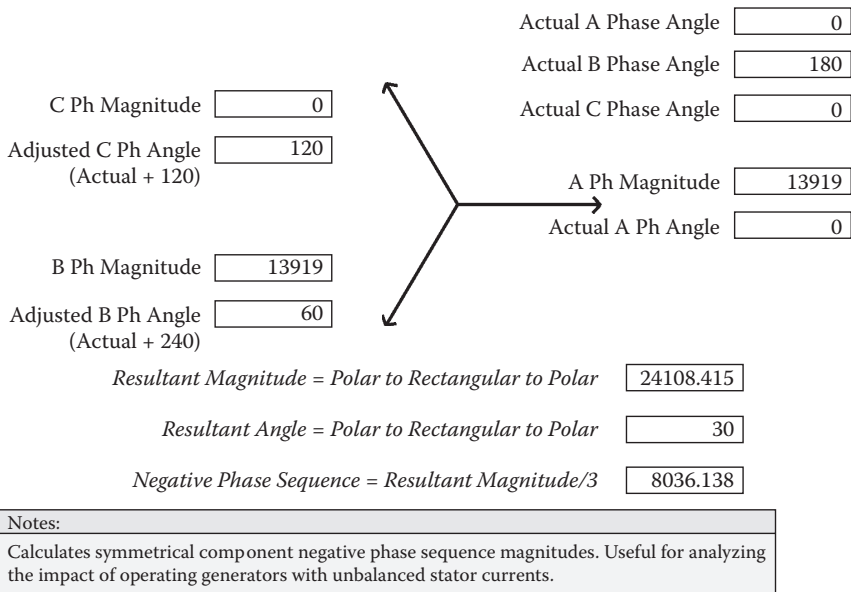 Actual A Phase Angle 0
Actual B Phase Angle 180
C Ph Magnitude 0
Actual C Phase Angle 0
Adjusted C Ph Angle 120
(Actual + 120)
A Ph Magnitude 13919
Actual A Ph Angle 0
B Ph Magnitude 13919
Adjusted B Ph Angle 60
(Actual + 240)
Resultant Magnitude = Polar to Rectangular to Polar 24108.415
Resultant Angle = Polar to Rectangular to Polar 30
Negative Phase Sequence = Resultant Magnitude/3 8036.138
Notes:
Calculates symmetrical component negative phase sequence magnitudes. Useful for analyzing
the impact of operating generators with unbalanced stator currents.